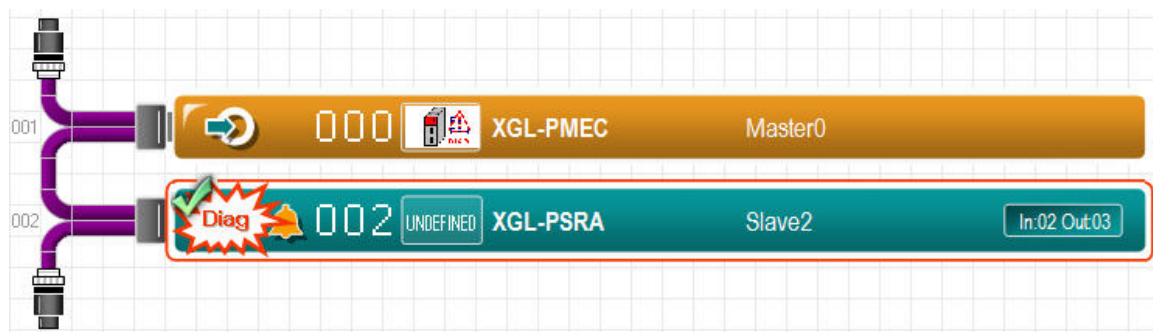 001 000 XGL-PMEC Master0
002 Diag 002 UNDEFINED XGL-PSRA Slave2 In:02 Out:03